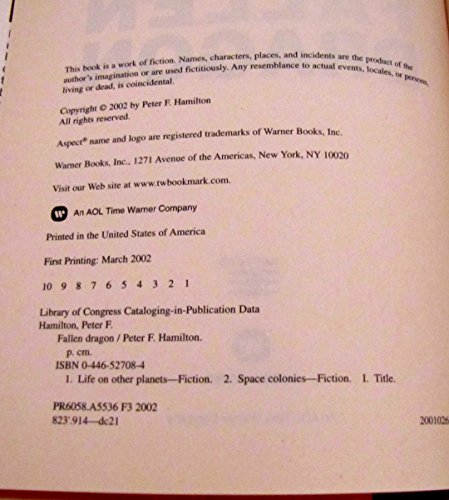 This book is a work of fiction. Names, characters, places, and incidents are the product of the
author's imagination or are used fictitiously. Any resemblance to actual events, locales, or persons,
living or dead, is coincidental.
Copyright © 2002 by Peter F. Hamilton
All rights reserved.
Aspect® name and logo are registered trademarks of Warner Books, Inc.
Warner Books, Inc., 1271 Avenue of the Americas, New York, NY 10020
Visit our Web site at www.twbookmark.com.
An AOL Time Warner Company
Printed in the United States of America
First Printing: March 2002
10 9 8 7 6 5 4 3 2 1
Library of Congress Cataloging-in-Publication Data
Hamilton, Peter F.
Fallen dragon / Peter F. Hamilton.
p. cm.
ISBN 0-446-52708-4
1. Life on other planets—Fiction. 2. Space colonies—Fiction. I. Title.
PR6058.A5536 F3 2002
823'.914—dc21 2001026